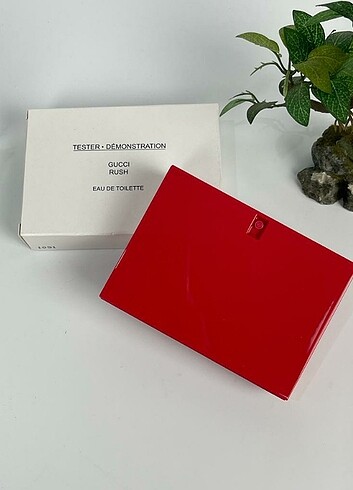 TESTER • DÉMONSTRATION
GUCCI
RUSH
EAU DE TOILETTE